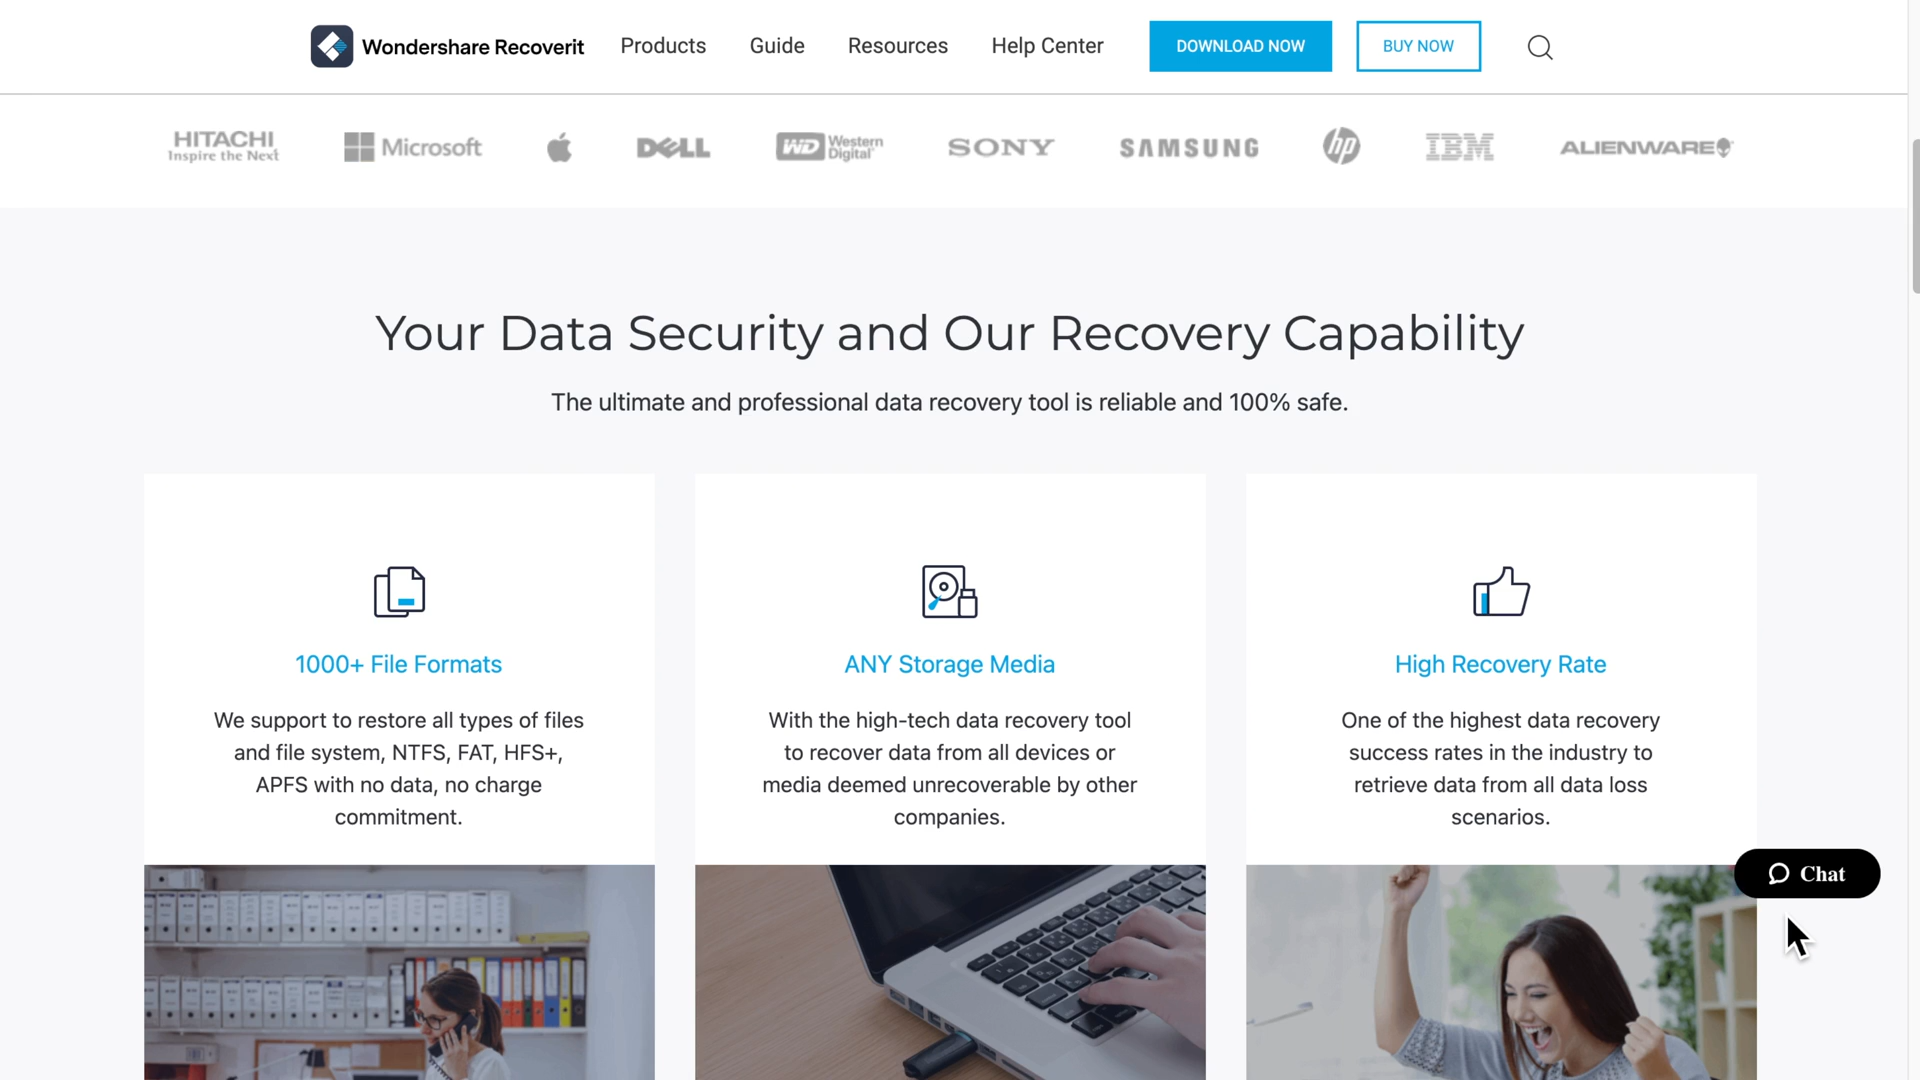 Wondershare Recoverit Products Guide Resources Help Center DOWNLOAD NOW BUY NOW
HITACHI
Inspire the Next
Microsoft
DELL
WD Western Digital
SONY
SAMSUNG
hp
IBM
ALIENWARE
Your Data Security and Our Recovery Capability
The ultimate and professional data recovery tool is reliable and 100% safe.
1000+ File Formats
We support to restore all types of files
and file system, NTFS, FAT, HFS+,
APFS with no data, no charge
commitment.
ANY Storage Media
With the high-tech data recovery tool
to recover data from all devices or
media deemed unrecoverable by other
companies.
High Recovery Rate
One of the highest data recovery
success rates in the industry to
retrieve data from all data loss
scenarios.
Chat